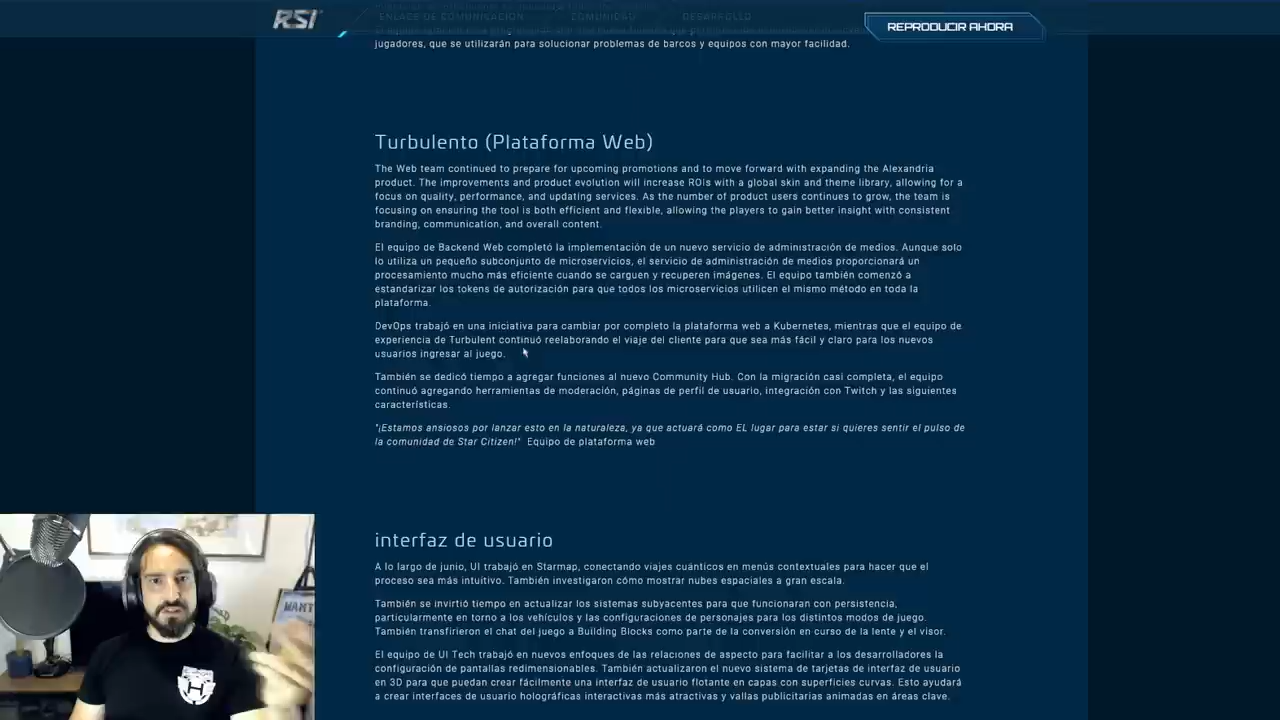 RSI
ENLACE DE COMUNICACIÓN
COMUNIDAD
DESARROLLO
REPRODUCIR AHORA
jugadores, que se utilizarán para solucionar problemas de barcos y equipos con mayor facilidad.
Turbulento (Plataforma Web)
The Web team continued to prepare for upcoming promotions and to move forward with expanding the Alexandria
product. The improvements and product evolution will increase ROIs with a global skin and theme library, allowing for a
focus on quality, performance, and updating services. As the number of product users continues to grow, the team is
focusing on ensuring the tool is both efficient and flexible, allowing the players to gain better insight with consistent
branding, communication, and overall content.
El equipo de Backend Web completó la implementación de un nuevo servicio de administración de medios. Aunque solo
lo utiliza un pequeño subconjunto de microservicios, el servicio de administración de medios proporcionará un
procesamiento mucho más eficiente cuando se carguen y recuperen imágenes. El equipo también comenzó a
estandarizar los tokens de autorización para que todos los microservicios utilicen el mismo método en toda la
plataforma.
DevOps trabajó en una iniciativa para cambiar por completo la plataforma web a Kubernetes, mientras que el equipo de
experiencia de Turbulent continuó reelaborando el viaje del cliente para que sea más fácil y claro para los nuevos
usuarios ingresar al juego.
También se dedicó tiempo a agregar funciones al nuevo Community Hub. Con la migración casi completa, el equipo
continuó agregando herramientas de moderación, páginas de perfil de usuario, integración con Twitch y las siguientes
características.
"¡Estamos ansiosos por lanzar esto en la naturaleza, ya que actuará como EL lugar para estar si quieres sentir el pulso de
la comunidad de Star Citizen!" Equipo de plataforma web
interfaz de usuario
A lo largo de junio, UI trabajó en Starmap, conectando viajes cuánticos en menús contextuales para hacer que el
proceso sea más intuitivo. También investigaron cómo mostrar nubes espaciales a gran escala.
También se invirtió tiempo en actualizar los sistemas subyacentes para que funcionaran con persistencia,
particularmente en torno a los vehículos y las configuraciones de personajes para los distintos modos de juego.
También transfirieron el chat del juego a Building Blocks como parte de la conversión en curso de la lente y el visor.
El equipo de UI Tech trabajó en nuevos enfoques de las relaciones de aspecto para facilitar a los desarrolladores la
configuración de pantallas redimensionables. También actualizaron el nuevo sistema de tarjetas de interfaz de usuario
en 3D para que puedan crear fácilmente una interfaz de usuario flotante en capas con superficies curvas. Esto ayudará
a crear interfaces de usuario holográficas interactivas más atractivas y vallas publicitarias animadas en áreas clave.